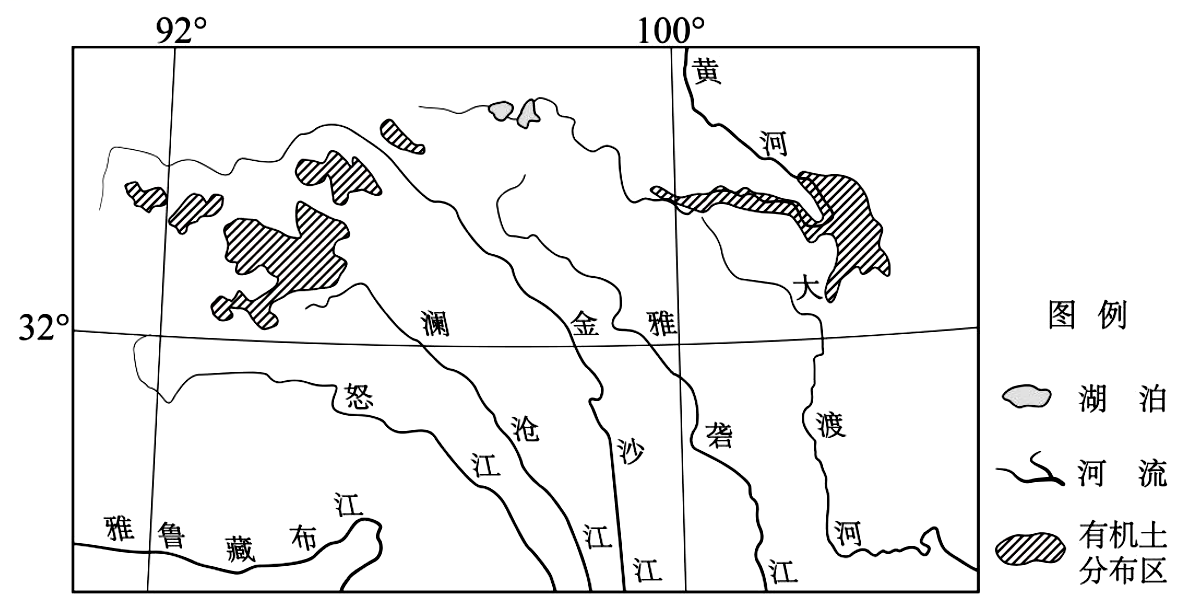 92°
100°
黄
河
大
32°
澜
金
雅
图 例
怒
湖 泊
沧
砻
渡
沙
江
河 流
江
雅 鲁 藏 布
江
河
有机土
分布区
江
江